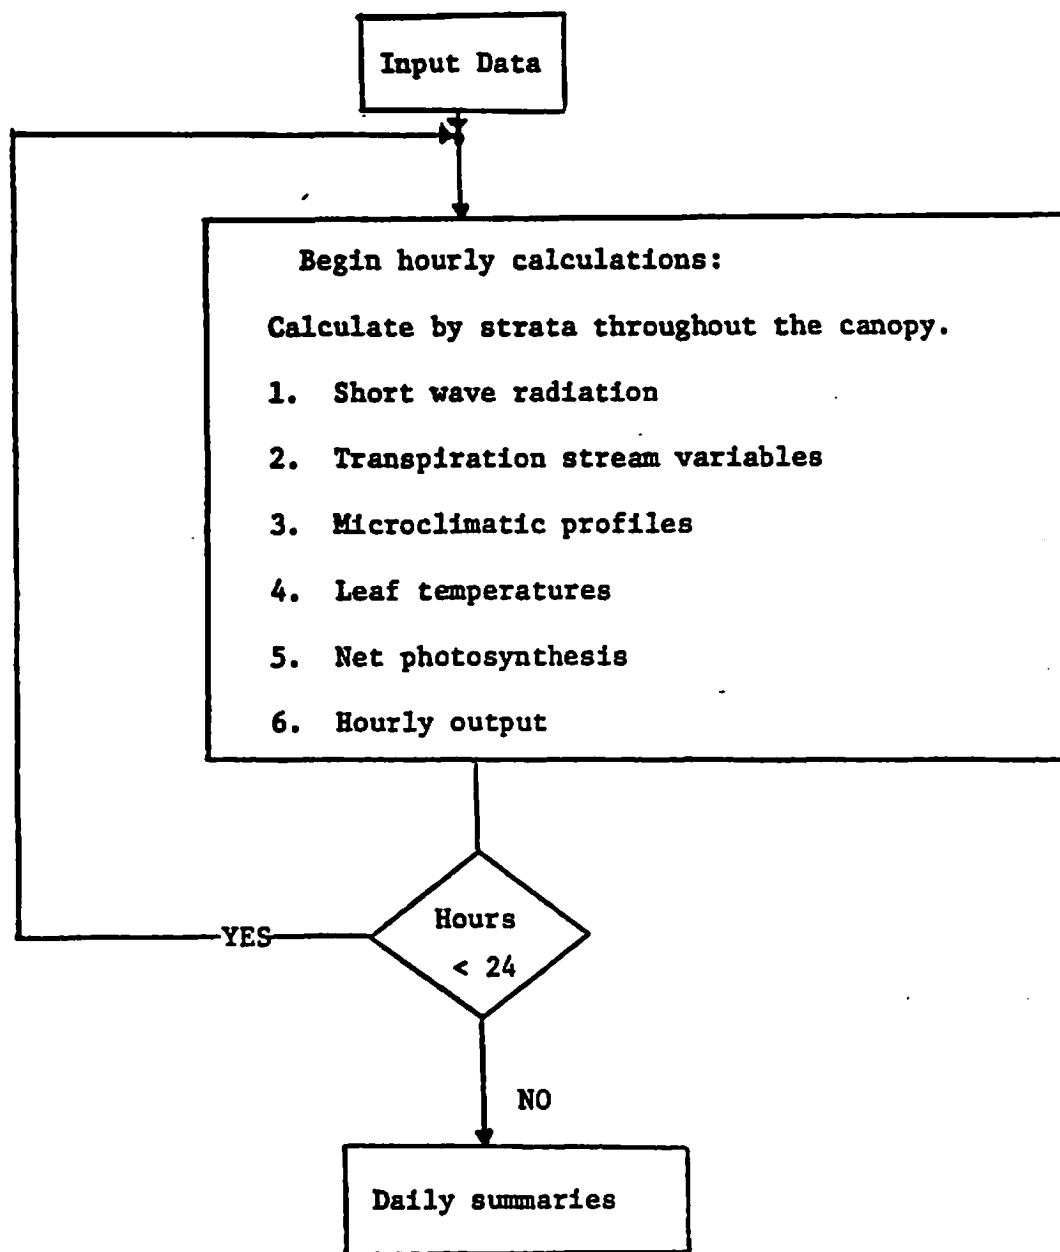 Input Data
Begin hourly calculations:
Calculate by strata throughout the canopy.
1. Short wave radiation
2. Transpiration stream variables
3. Microclimatic profiles
4. Leaf temperatures
5. Net photosynthesis
6. Hourly output
Hours
< 24
YES
NO
Daily summaries